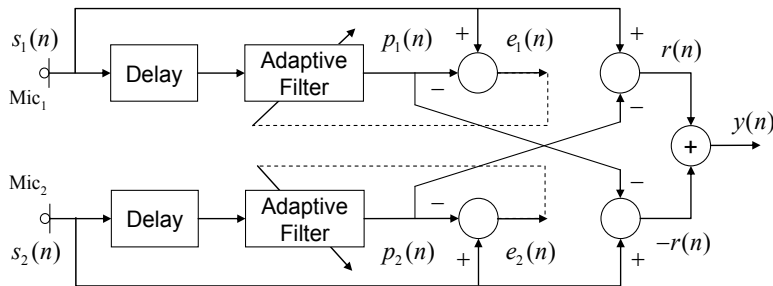 s₁(n)
Mic₁
Delay
Adaptive
Filter
p₁(n)
e₁(n)
+
−
+
−
r(n)
y(n)
+
Mic₂
s₂(n)
Delay
Adaptive
Filter
p₂(n)
e₂(n)
−
+
−
+
−r(n)